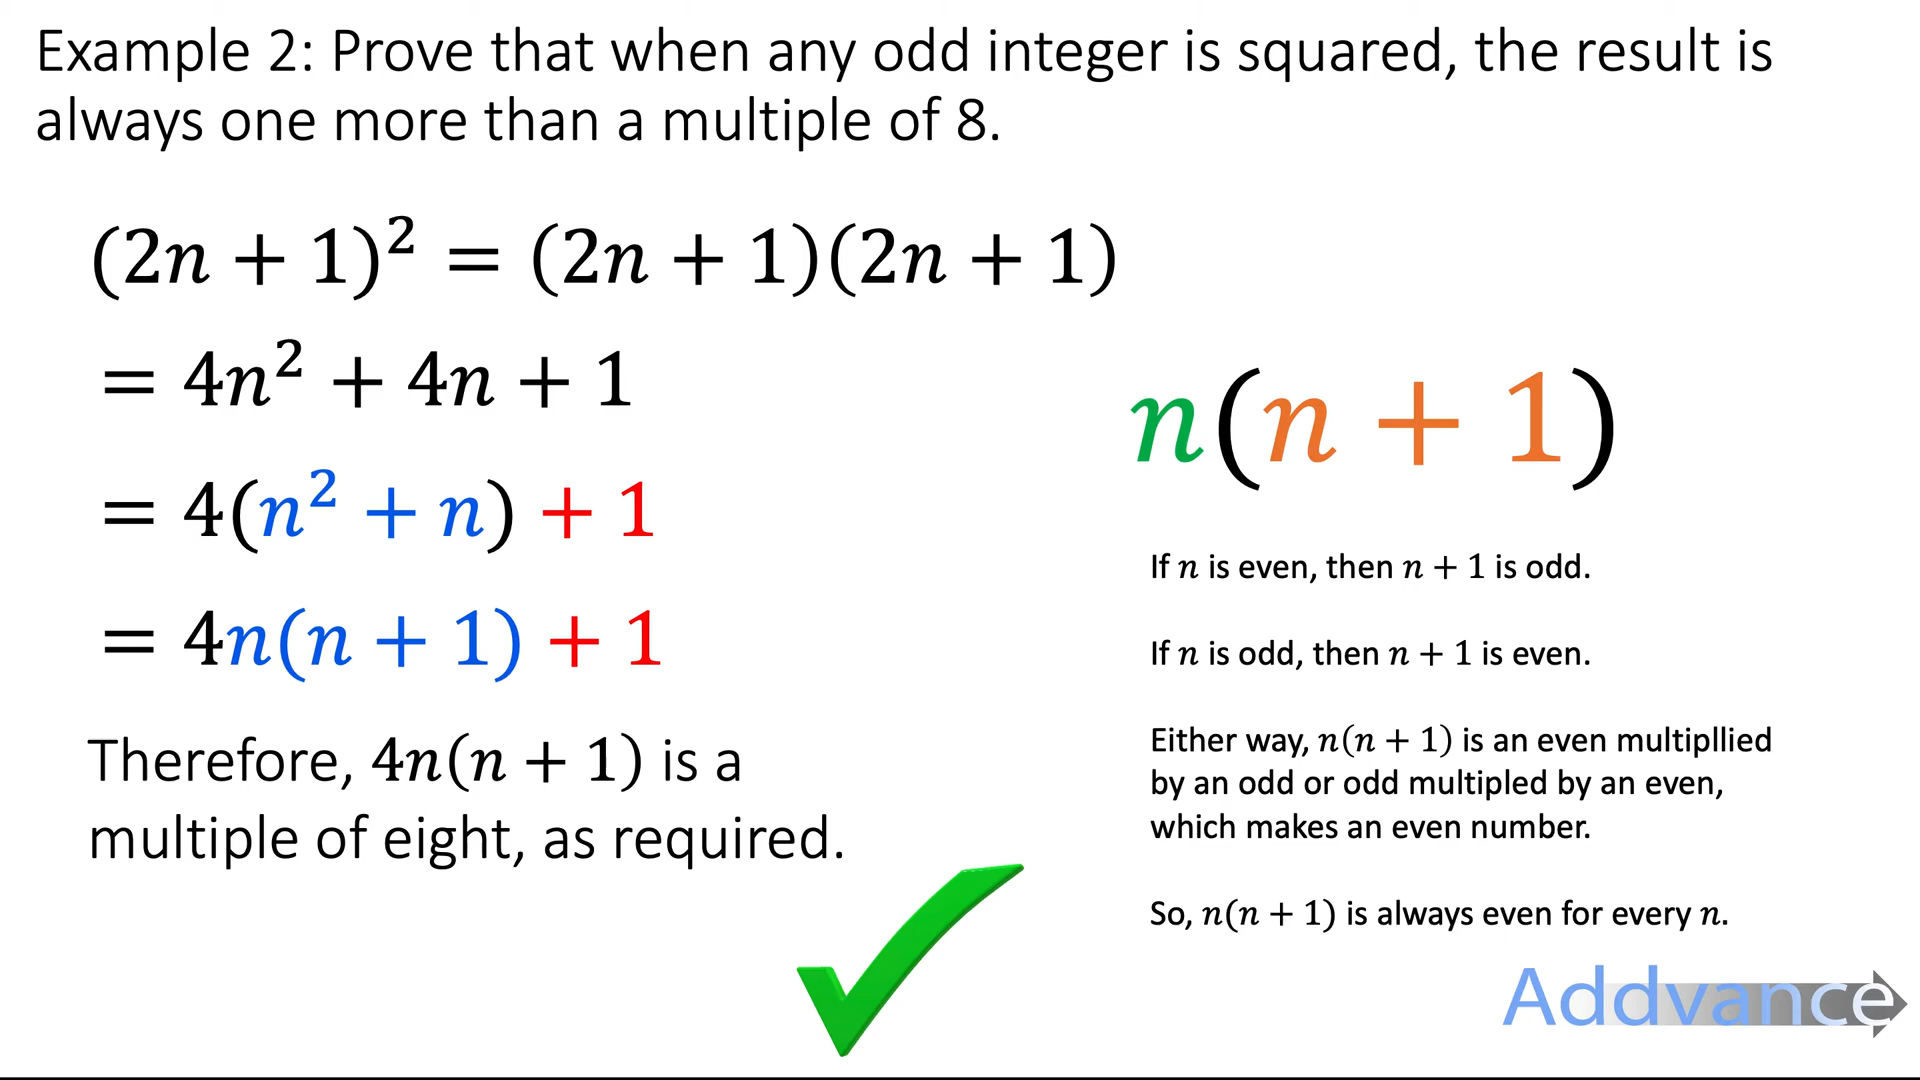 Example 2: Prove that when any odd integer is squared, the result is
always one more than a multiple of 8.
(2n + 1)² = (2n + 1)(2n + 1)
= 4n² + 4n + 1
= 4(n² + n) + 1
= 4n(n + 1) + 1
Therefore, 4n(n + 1) is a
multiple of eight, as required.
n(n + 1)
If n is even, then n + 1 is odd.
If n is odd, then n + 1 is even.
Either way, n(n + 1) is an even multipllied
by an odd or odd multipled by an even,
which makes an even number.
So, n(n + 1) is always even for every n.
Addvance